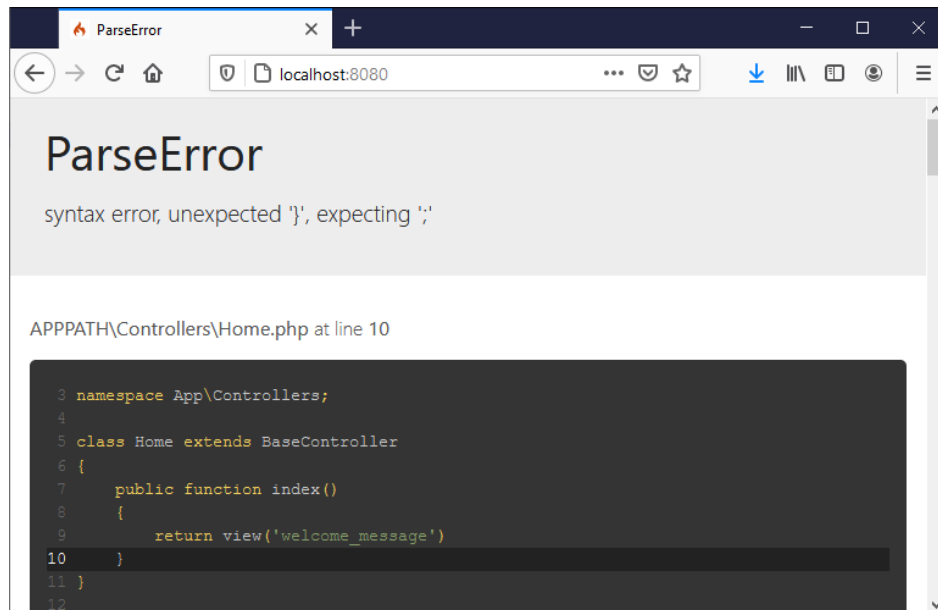 ParseError
localhost:8080
ParseError
syntax error, unexpected '}', expecting ';'
APPPATH\Controllers\Home.php at line 10
3 namespace App\Controllers;
4
5 class Home extends BaseController
6 {
7     public function index()
8     {
9         return view('welcome_message')
10     }
11 }
12